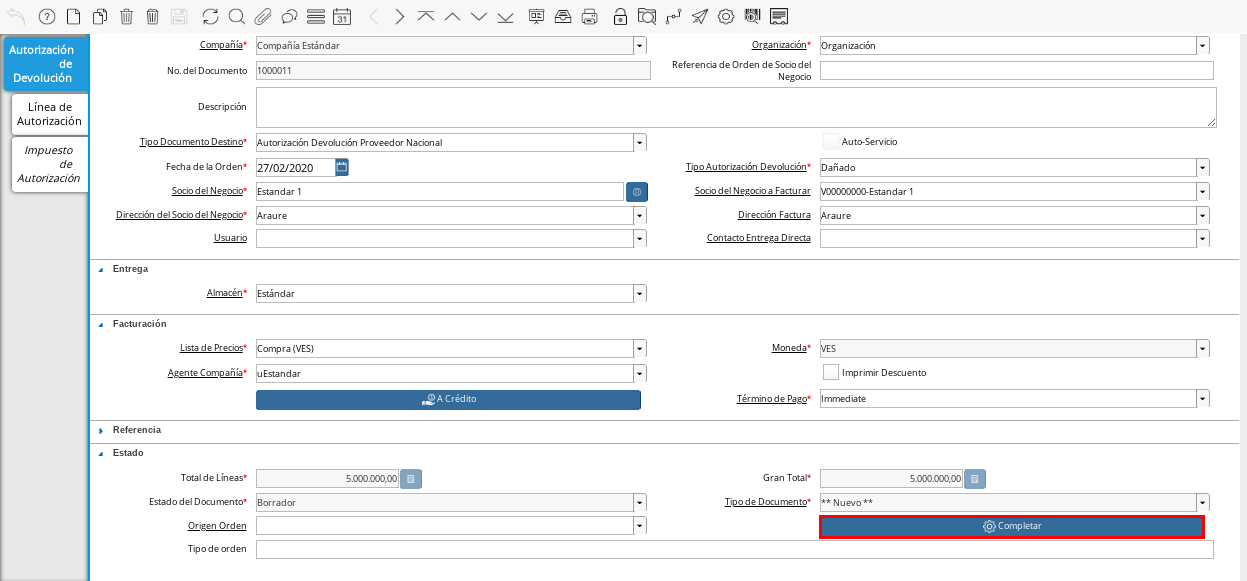 31
Autorización
de
Devolución
Línea de
Autorización
Impuesto
de
Autorización
Compañía* Compañía Estándar Organización* Organización
No. del Documento 1000011 Referencia de Orden de Socio del
Negocio
Descripción
Tipo Documento Destino* Autorización Devolución Proveedor Nacional Auto-Servicio
Fecha de la Orden* 27/02/2020 Tipo Autorización Devolución* Dañado
Socio del Negocio* Estandar 1 Socio del Negocio a Facturar V00000000-Estandar 1
Dirección del Socio del Negocio* Araure Dirección Factura Araure
Usuario Contacto Entrega Directa
Entrega
Almacén* Estándar
Facturación
Lista de Precios* Compra (VES) Moneda* VES
Agente Compañía* uEstandar Imprimir Descuento
A Crédito Término de Pago* Immediate
Referencia
Estado
Total de Líneas* 5.000.000,00 Gran Total* 5.000.000,00
Estado del Documento* Borrador Tipo de Documento* ** Nuevo **
Origen Orden Completar
Tipo de orden